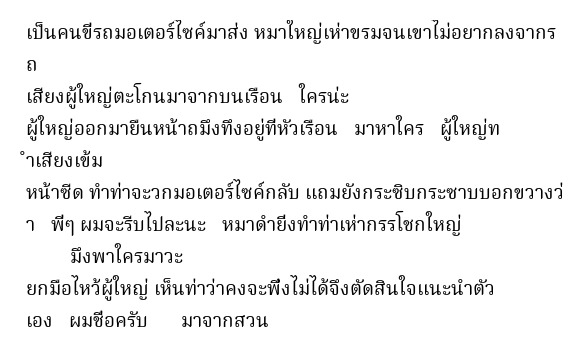 เป็นคนขี่รถมอเตอร์ไซค์มาส่ง หมาใหญ่เห่าขรมจนเขาไม่อยากลงจากร
ถ
เสียงผู้ใหญ่ตะโกนมาจากบนเรือน ใครน่ะ
ผู้ใหญ่ออกมายืนหน้าถมึงทึงอยู่ที่หัวเรือน มาหาใคร ผู้ใหญ่ท
ำเสียงเข้ม
หน้าซีด ทำท่าจะวกมอเตอร์ไซค์กลับ แถมยังกระซิบกระซาบบอกขวางว่
า พี่ๆ ผมจะรีบไปละนะ หมาดำยิ่งทำท่าเห่ากรรโชกใหญ่
มึงพาใครมาวะ
ยกมือไหว้ผู้ใหญ่ เห็นท่าว่าคงจะพึ่งไม่ได้จึงตัดสินใจแนะนำตัว
เอง ผมชื่อครับ มาจากสวน